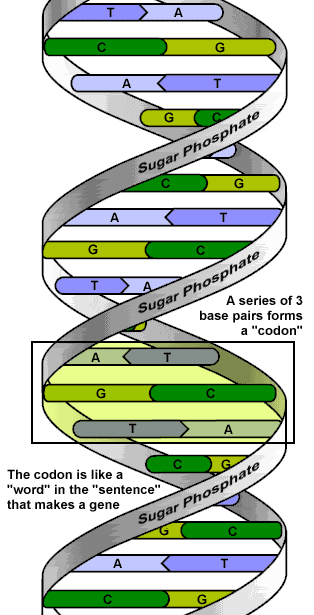 T A
C G
A T
G C
Sugar Phosphate
C G
A T
G C
T A
Sugar Phosphate
A series of 3
base pairs forms
a "codon"
A T
G C
T A
The codon is like a
"word" in the "sentence"
that makes a gene
C G
Sugar Phosphate
G C
A T
C G